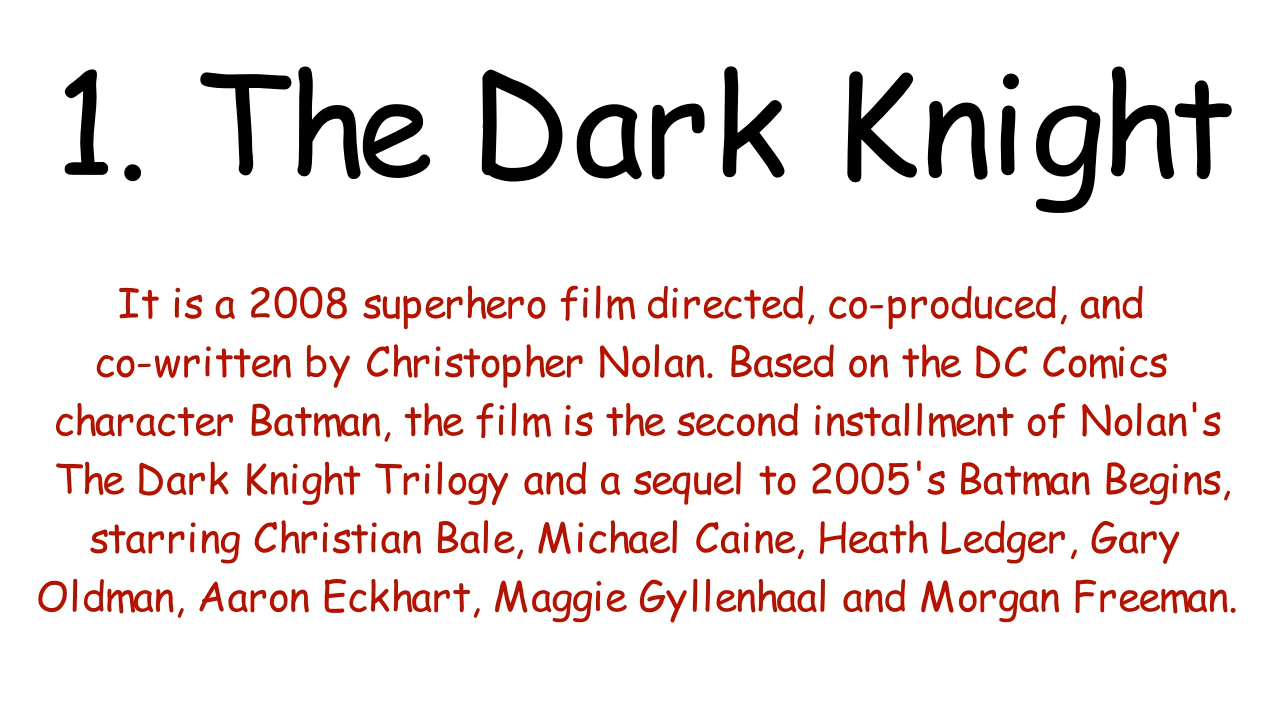 1. The Dark Knight
It is a 2008 superhero film directed, co-produced, and
co-written by Christopher Nolan. Based on the DC Comics
character Batman, the film is the second installment of Nolan's
The Dark Knight Trilogy and a sequel to 2005's Batman Begins,
starring Christian Bale, Michael Caine, Heath Ledger, Gary
Oldman, Aaron Eckhart, Maggie Gyllenhaal and Morgan Freeman.